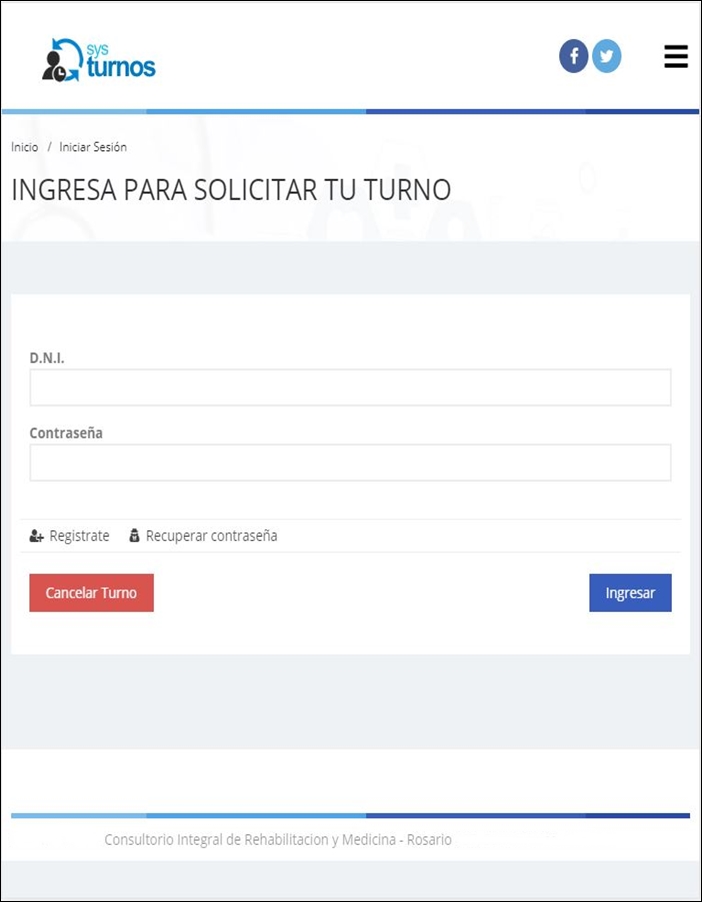 sys
turnos
Inicio / Iniciar Sesión
INGRESA PARA SOLICITAR TU TURNO
D.N.I.
Contraseña
Registrate Recuperar contraseña
Cancelar Turno Ingresar
Consultorio Integral de Rehabilitacion y Medicina - Rosario